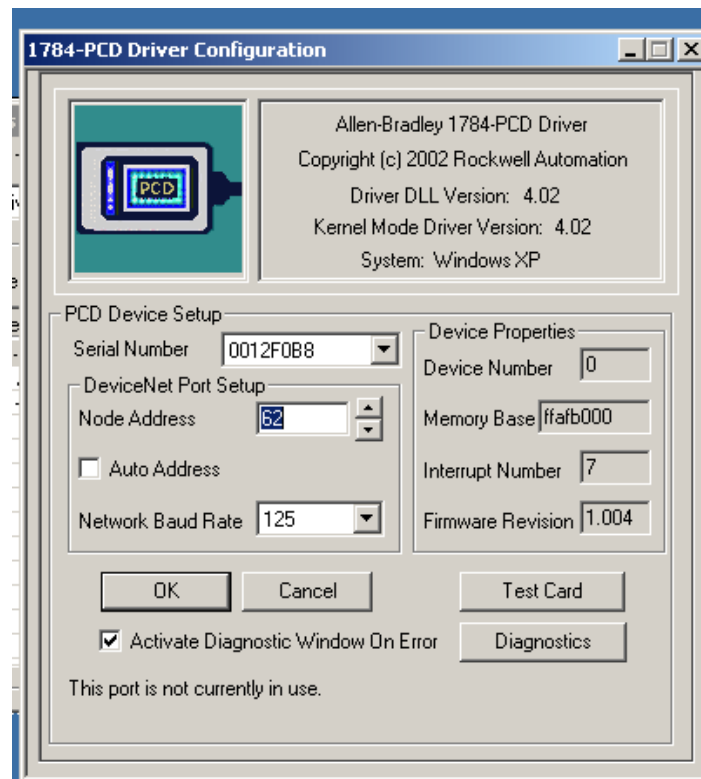 1784-PCD Driver Configuration
PCD
Allen-Bradley 1784-PCD Driver
Copyright (c) 2002 Rockwell Automation
Driver DLL Version: 4.02
Kernel Mode Driver Version: 4.02
System: Windows XP
PCD Device Setup
Serial Number 0012F0B8
DeviceNet Port Setup
Node Address 62
Auto Address
Network Baud Rate 125
Device Properties
Device Number 0
Memory Base ffafb000
Interrupt Number 7
Firmware Revision 1.004
OK Cancel Test Card
Activate Diagnostic Window On Error Diagnostics
This port is not currently in use.